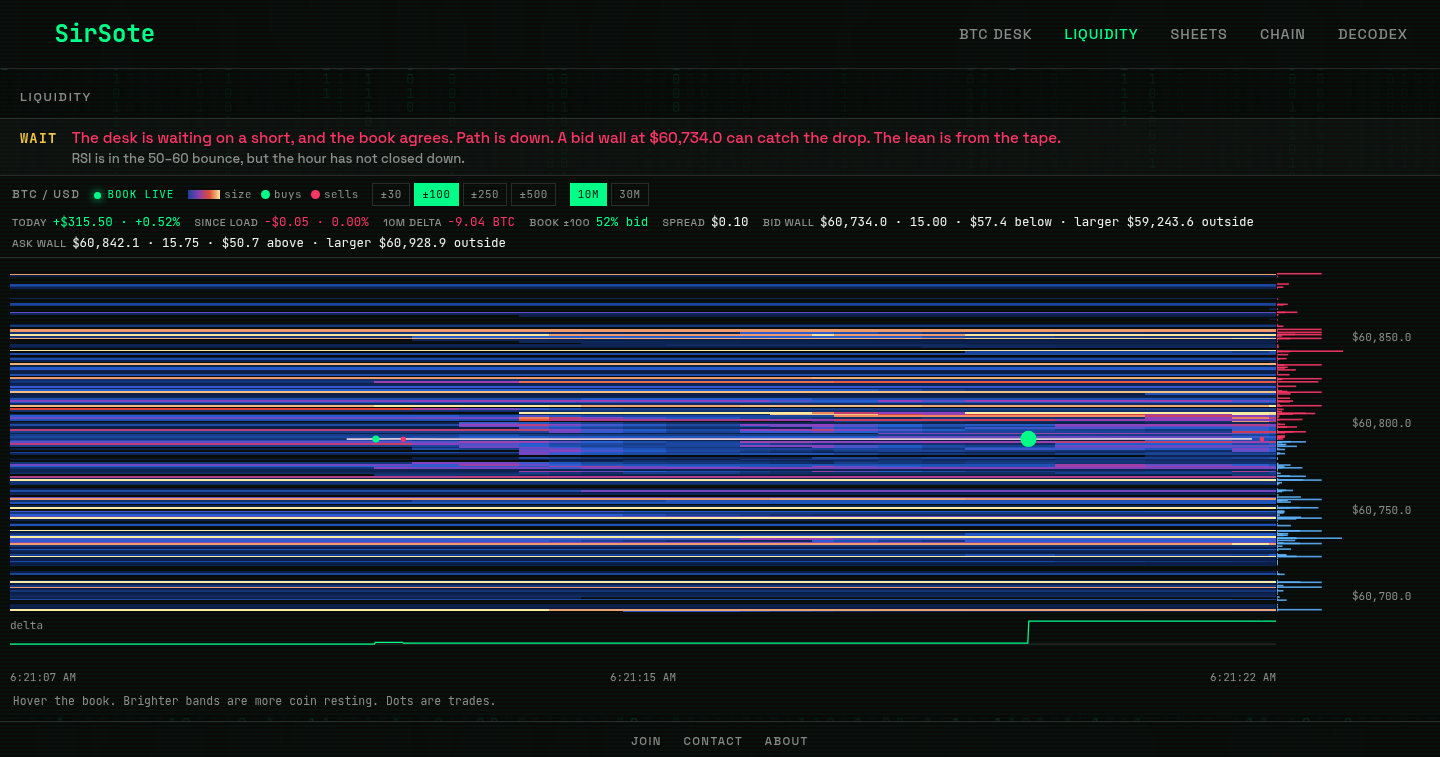 SirSote
BTC DESK LIQUIDITY SHEETS CHAIN DECODEX
LIQUIDITY
WAIT The desk is waiting on a short, and the book agrees. Path is down. A bid wall at $60,734.0 can catch the drop. The lean is from the tape.
RSI is in the 50–60 bounce, but the hour has not closed down.
BTC / USD BOOK LIVE size buys sells ±30 ±100 ±250 ±500 10M 30M
TODAY +$315.50 · +0.52% SINCE LOAD -$0.05 · 0.00% 10M DELTA -9.04 BTC BOOK ±100 52% bid SPREAD $0.10 BID WALL $60,734.0 · 15.00 · $57.4 below · larger $59,243.6 outside
ASK WALL $60,842.1 · 15.75 · $50.7 above · larger $60,928.9 outside
$60,850.0
$60,800.0
$60,750.0
$60,700.0
delta
6:21:07 AM 6:21:15 AM 6:21:22 AM
Hover the book. Brighter bands are more coin resting. Dots are trades.
JOIN CONTACT ABOUT